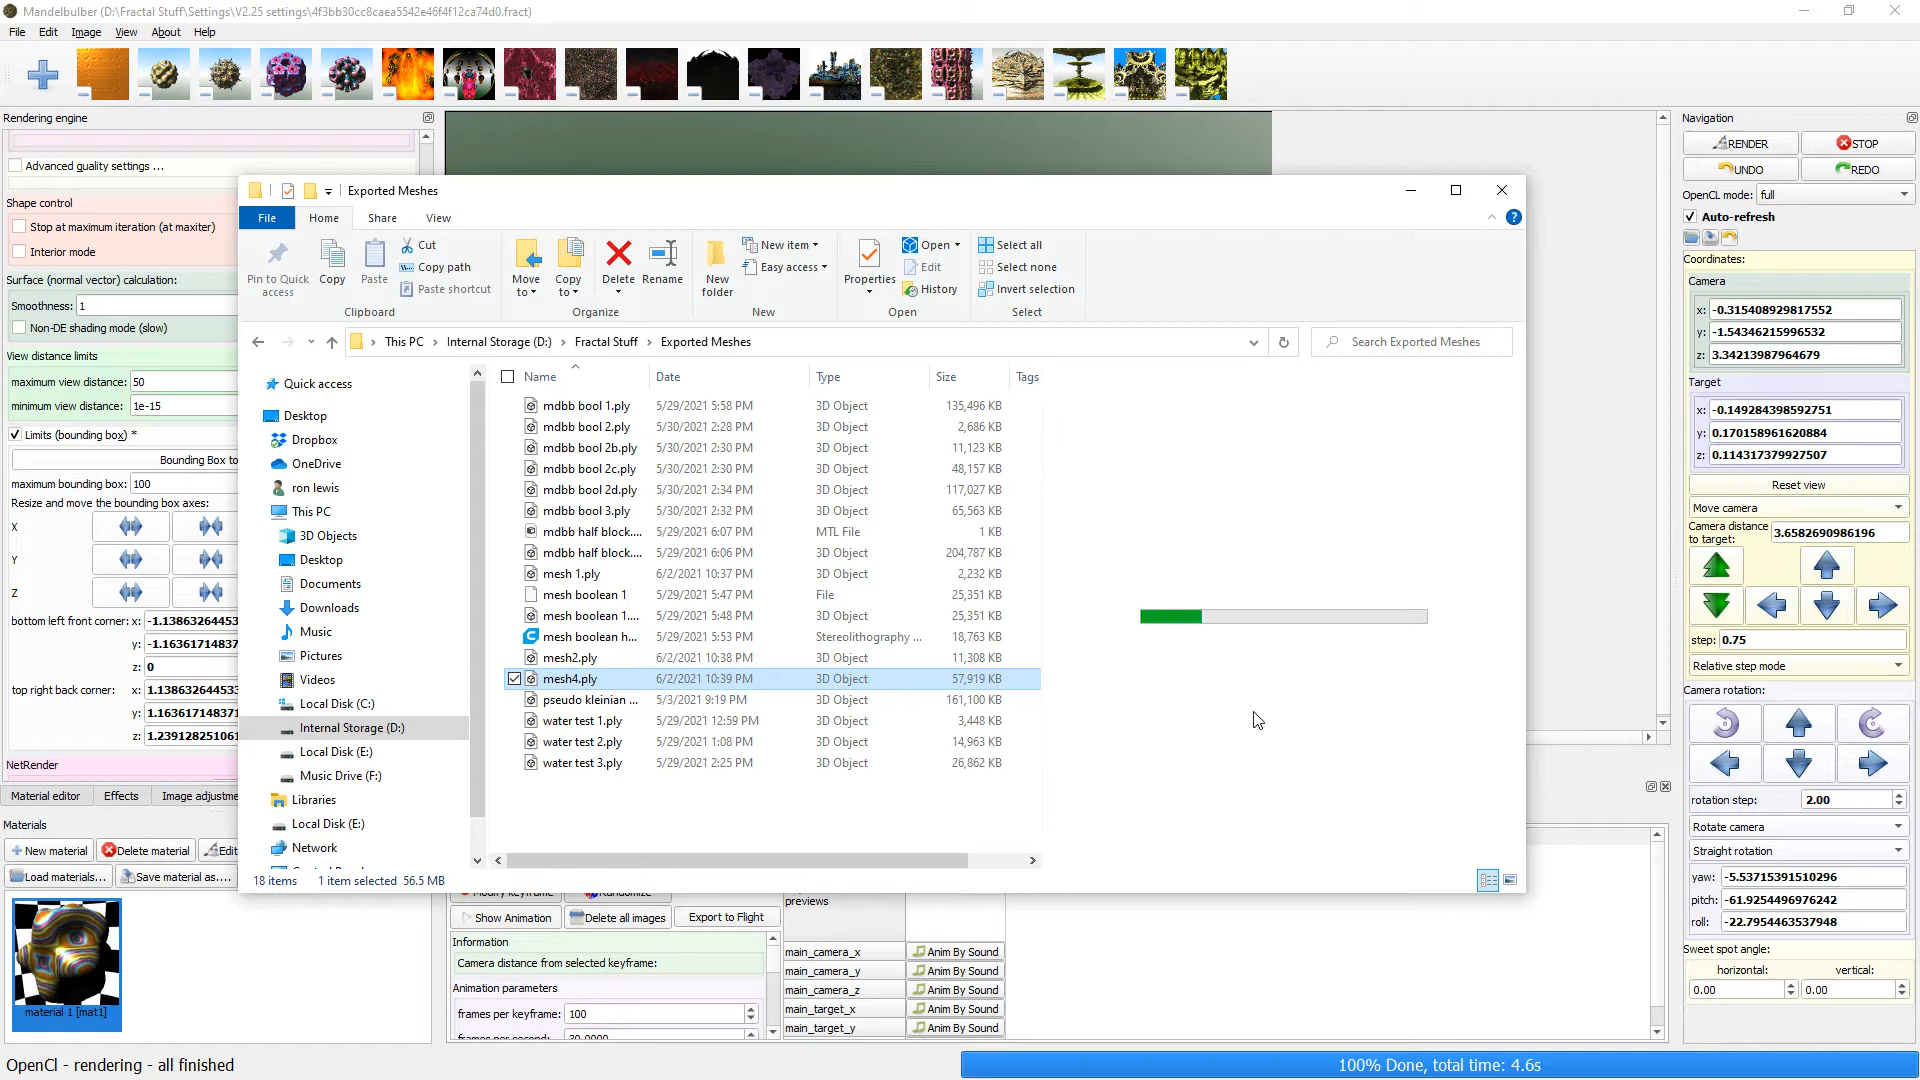 Mandelbulber (D:\Fractal Stuff\Settings\V2.25 settings\4f3bb30cc8caea5542e46f4f12ca74d0.fract)
File Edit Image View About Help
Rendering engine
Advanced quality settings ...
Shape control
Stop at maximum iteration (at maxiter)
Interior mode
Surface (normal vector) calculation:
Smoothness: 1
Non-DE shading mode (slow)
View distance limits
maximum view distance: 50
minimum view distance: 1e-15
Limits (bounding box) *
Bounding Box to
maximum bounding box: 100
Resize and move the bounding box axes:
X
Y
Z
bottom left front corner: x: -1.13863264453
y: -1.16361714837
z: 0
top right back corner: x: 1.138632644533
y: 1.163617148371
z: 1.239128251061
NetRender
Material editor Effects Image adjustme
Materials
New material Delete material Edit
Load materials... Save material as....
material 1 [mat1]
Exported Meshes
File Home Share View
Pin to Quick access
Copy
Paste
Cut
Copy path
Paste shortcut
Clipboard
Move to
Copy to
Delete
Rename
Organize
New folder
New item
Easy access
New
Properties
Open
Edit
History
Open
Select all
Select none
Invert selection
Select
This PC > Internal Storage (D:) > Fractal Stuff > Exported Meshes
Search Exported Meshes
Quick access
Desktop
Dropbox
OneDrive
ron lewis
This PC
3D Objects
Desktop
Documents
Downloads
Music
Pictures
Videos
Local Disk (C:)
Internal Storage (D:)
Local Disk (E:)
Music Drive (F:)
Libraries
Local Disk (E:)
Network
Name Date Type Size Tags
mdbb bool 1.ply 5/29/2021 5:58 PM 3D Object 135,496 KB
mdbb bool 2.ply 5/30/2021 2:28 PM 3D Object 2,686 KB
mdbb bool 2b.ply 5/30/2021 2:30 PM 3D Object 11,123 KB
mdbb bool 2c.ply 5/30/2021 2:30 PM 3D Object 48,157 KB
mdbb bool 2d.ply 5/30/2021 2:34 PM 3D Object 117,027 KB
mdbb bool 3.ply 5/30/2021 2:32 PM 3D Object 65,563 KB
mdbb half block.... 5/29/2021 6:07 PM MTL File 1 KB
mdbb half block.... 5/29/2021 6:06 PM 3D Object 204,787 KB
mesh 1.ply 6/2/2021 10:37 PM 3D Object 2,232 KB
mesh boolean 1 5/29/2021 5:47 PM File 25,351 KB
mesh boolean 1.... 5/29/2021 5:48 PM 3D Object 25,351 KB
mesh boolean h... 5/29/2021 5:53 PM Stereolithography ... 18,763 KB
mesh2.ply 6/2/2021 10:38 PM 3D Object 11,308 KB
mesh4.ply 6/2/2021 10:39 PM 3D Object 57,919 KB
pseudo kleinian ... 5/3/2021 9:19 PM 3D Object 161,100 KB
water test 1.ply 5/29/2021 12:59 PM 3D Object 3,448 KB
water test 2.ply 5/29/2021 1:08 PM 3D Object 14,963 KB
water test 3.ply 5/29/2021 2:25 PM 3D Object 26,862 KB
18 items 1 item selected 56.5 MB
Show Animation Delete all images Export to Flight
Information
Camera distance from selected keyframe:
Animation parameters
frames per keyframe: 100
previews
main_camera_x Anim By Sound
main_camera_y Anim By Sound
main_camera_z Anim By Sound
main_target_x Anim By Sound
main_target_y Anim By Sound
Navigation
RENDER STOP
UNDO REDO
OpenCL mode: full
Auto-refresh
Coordinates:
Camera
x: -0.315408929817552
y: -1.54346215996532
z: 3.34213987964679
Target
x: -0.149284398592751
y: 0.170158961620884
z: 0.114317379927507
Reset view
Move camera
Camera distance to target: 3.6582690986196
step: 0.75
Relative step mode
Camera rotation:
rotation step: 2.00
Rotate camera
Straight rotation
yaw: -5.53715391510296
pitch: -61.9254496976242
roll: -22.7954463537948
Sweet spot angle:
horizontal: vertical:
0.00 0.00
OpenCl - rendering - all finished
100% Done, total time: 4.6s